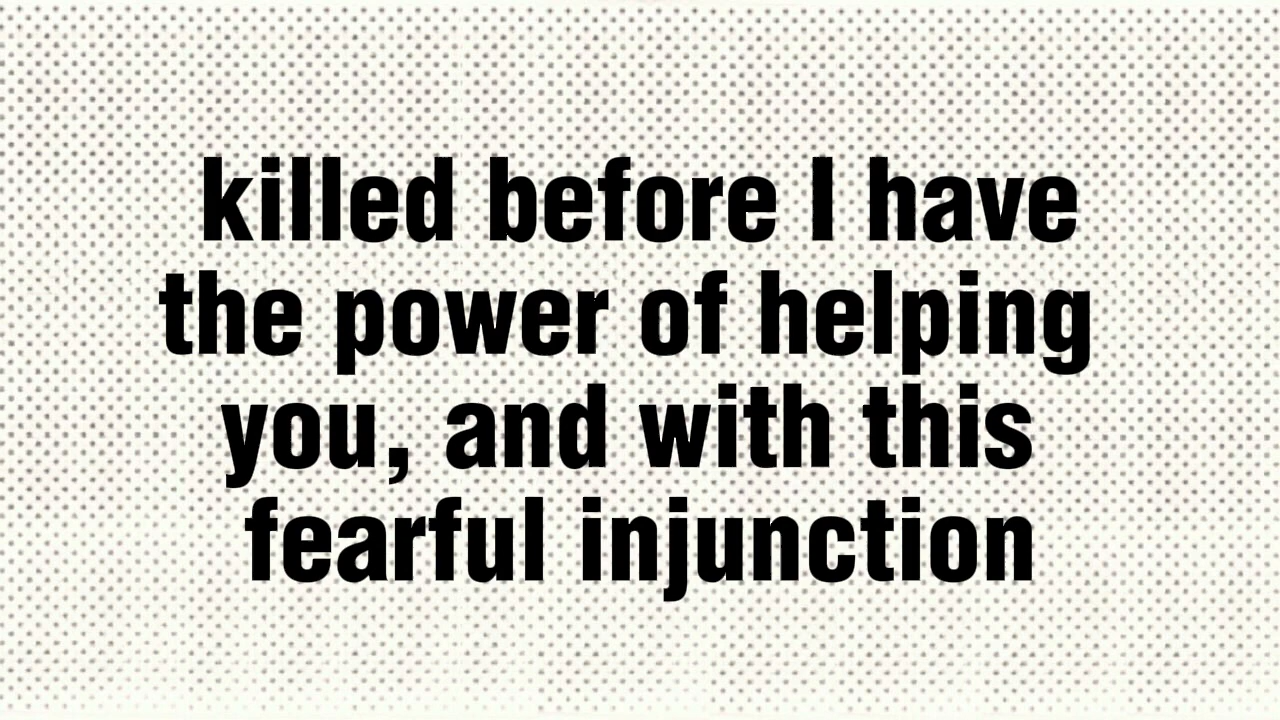 killed before I have
the power of helping
you, and with this
fearful injunction